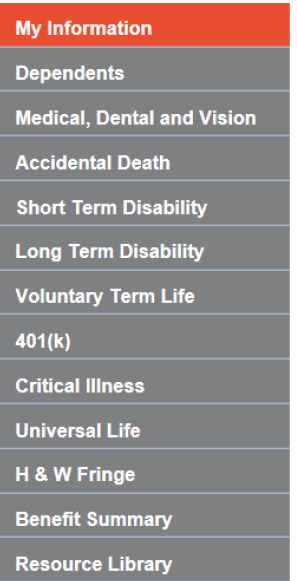 My Information
Dependents
Medical, Dental and Vision
Accidental Death
Short Term Disability
Long Term Disability
Voluntary Term Life
401(k)
Critical Illness
Universal Life
H & W Fringe
Benefit Summary
Resource Library